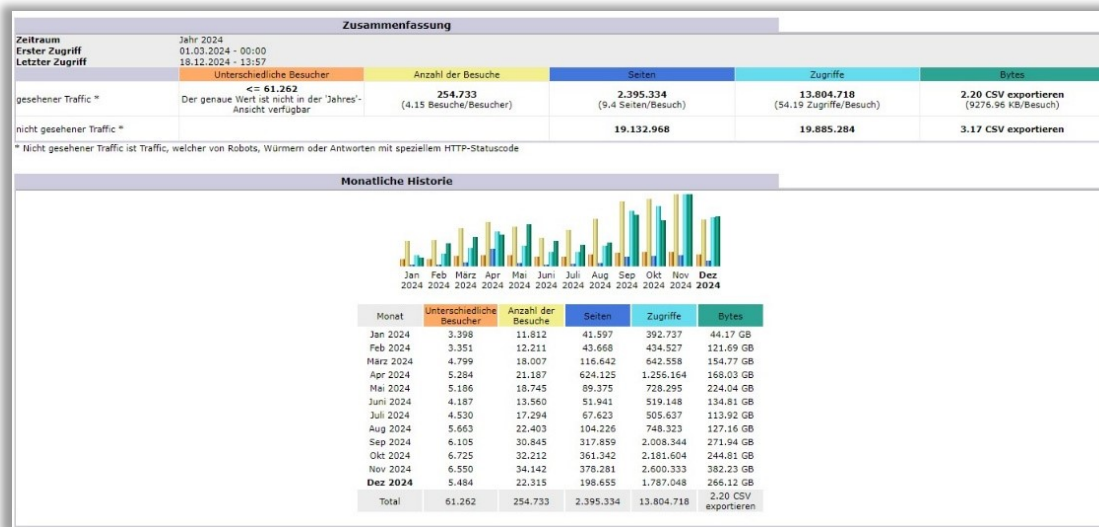 Zusammenfassung
Zeitraum Jahr 2024
Erster Zugriff 01.03.2024 - 00:00
Letzter Zugriff 18.12.2024 - 13:57
Unterschiedliche Besucher Anzahl der Besuche Seiten Zugriffe Bytes
gesehener Traffic * <= 61.262 Der genaue Wert ist nicht in der 'Jahres'- Ansicht verfügbar 254.733 (4.15 Besuche/Besucher) 2.395.334 (9.4 Seiten/Besuch) 13.804.718 (54.19 Zugriffe/Besuch) 2.20 CSV exportieren (9276.96 KB/Besuch)
nicht gesehener Traffic * 19.132.968 19.885.284 3.17 CSV exportieren
* Nicht gesehener Traffic ist Traffic, welcher von Robots, Würmern oder Antworten mit speziellem HTTP-Statuscode
Monatliche Historie
Jan Feb März Apr Mai Juni Juli Aug Sep Okt Nov Dez
2024 2024 2024 2024 2024 2024 2024 2024 2024 2024 2024 2024
Monat Unterschiedliche Besucher Anzahl der Besuche Seiten Zugriffe Bytes
Jan 2024 3.398 11.812 41.597 392.737 44.17 GB
Feb 2024 3.351 12.211 43.668 434.527 121.69 GB
März 2024 4.799 18.007 116.642 642.558 154.77 GB
Apr 2024 5.284 21.187 624.125 1.256.164 168.03 GB
Mai 2024 5.186 18.745 89.375 728.295 224.04 GB
Juni 2024 4.187 13.560 51.941 519.148 134.81 GB
Juli 2024 4.530 17.294 67.623 505.637 113.92 GB
Aug 2024 5.663 22.403 104.226 748.323 127.16 GB
Sep 2024 6.105 30.845 317.859 2.008.344 271.94 GB
Okt 2024 6.725 32.212 361.342 2.181.604 244.81 GB
Nov 2024 6.550 34.142 378.281 2.600.333 382.23 GB
Dez 2024 5.484 22.315 198.655 1.787.048 266.12 GB
Total 61.262 254.733 2.395.334 13.804.718 2.20 CSV exportieren